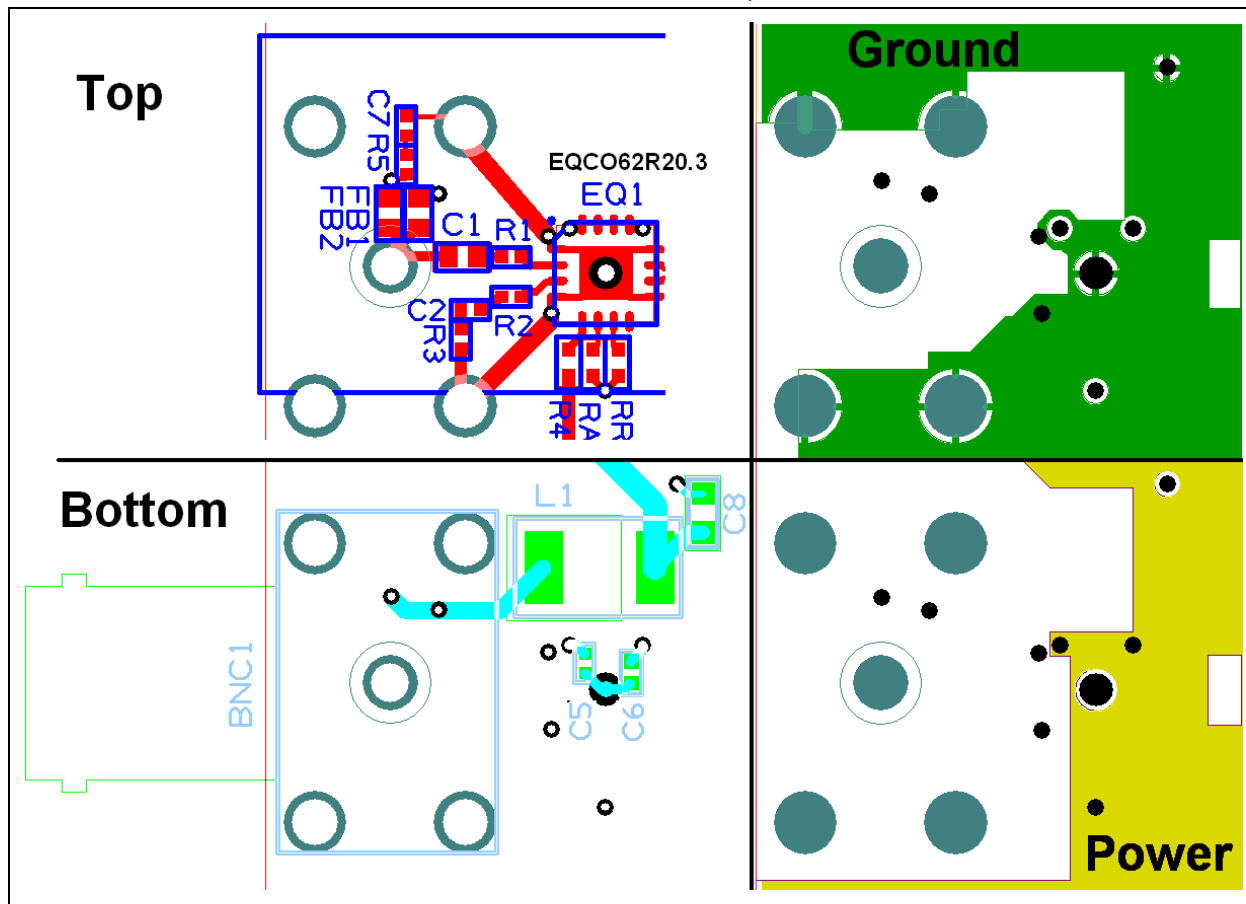 Top
Ground
C7
R5
FB1
FB2
C1
R1
EQCO62R20.3
EQ1
C2
R2
R3
R4
RA
RR
Bottom
L1
C8
BNC1
C5
C6
Power